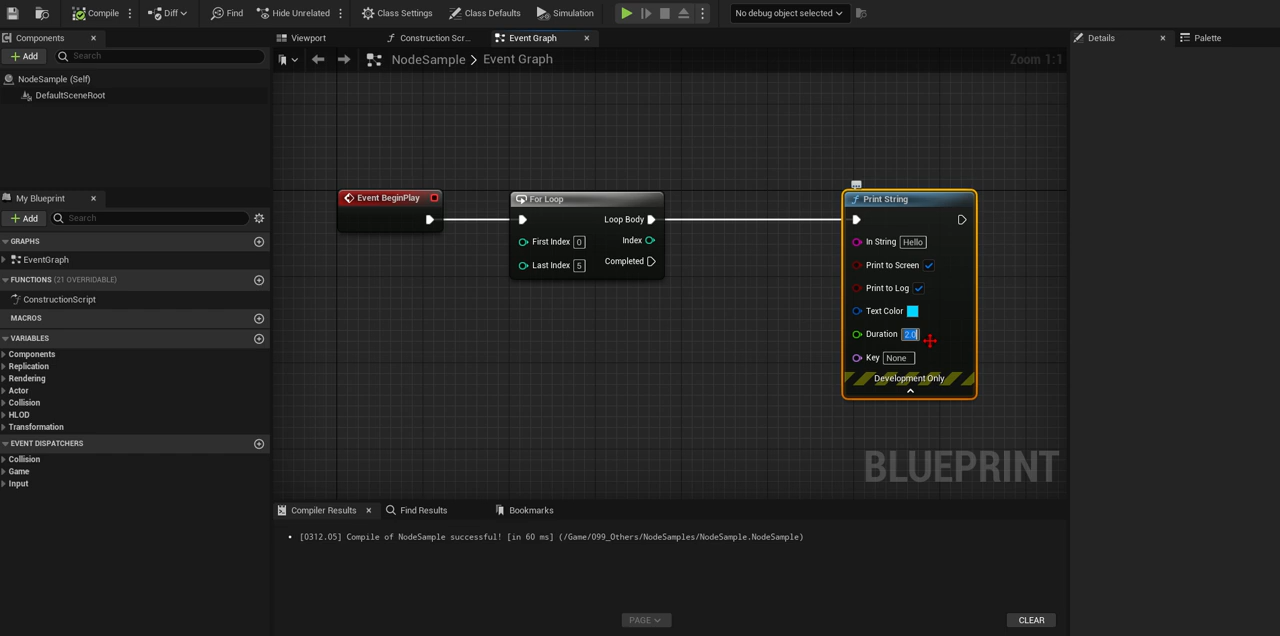 Compile
Diff
Find
Hide Unrelated
Class Settings
Class Defaults
Simulation
No debug object selected
Components
Add
Search
NodeSample (Self)
DefaultSceneRoot
My Blueprint
Add
Search
GRAPHS
EventGraph
FUNCTIONS (21 OVERRIDABLE)
ConstructionScript
MACROS
VARIABLES
Components
Replication
Rendering
Actor
Collision
HLOD
Transformation
EVENT DISPATCHERS
Collision
Game
Input
Viewport
Construction Scr...
Event Graph
NodeSample > Event Graph
Zoom 1:1
Event BeginPlay
For Loop
Loop Body
First Index 0
Index
Last Index 5
Completed
Print String
In String Hello
Print to Screen
Print to Log
Text Color
Duration 2.0
Key None
Development Only
BLUEPRINT
Compiler Results
Find Results
Bookmarks
[0312.05] Compile of NodeSample successful! [in 60 ms] (/Game/099_Others/NodeSamples/NodeSample.NodeSample)
PAGE
CLEAR
Details
Palette